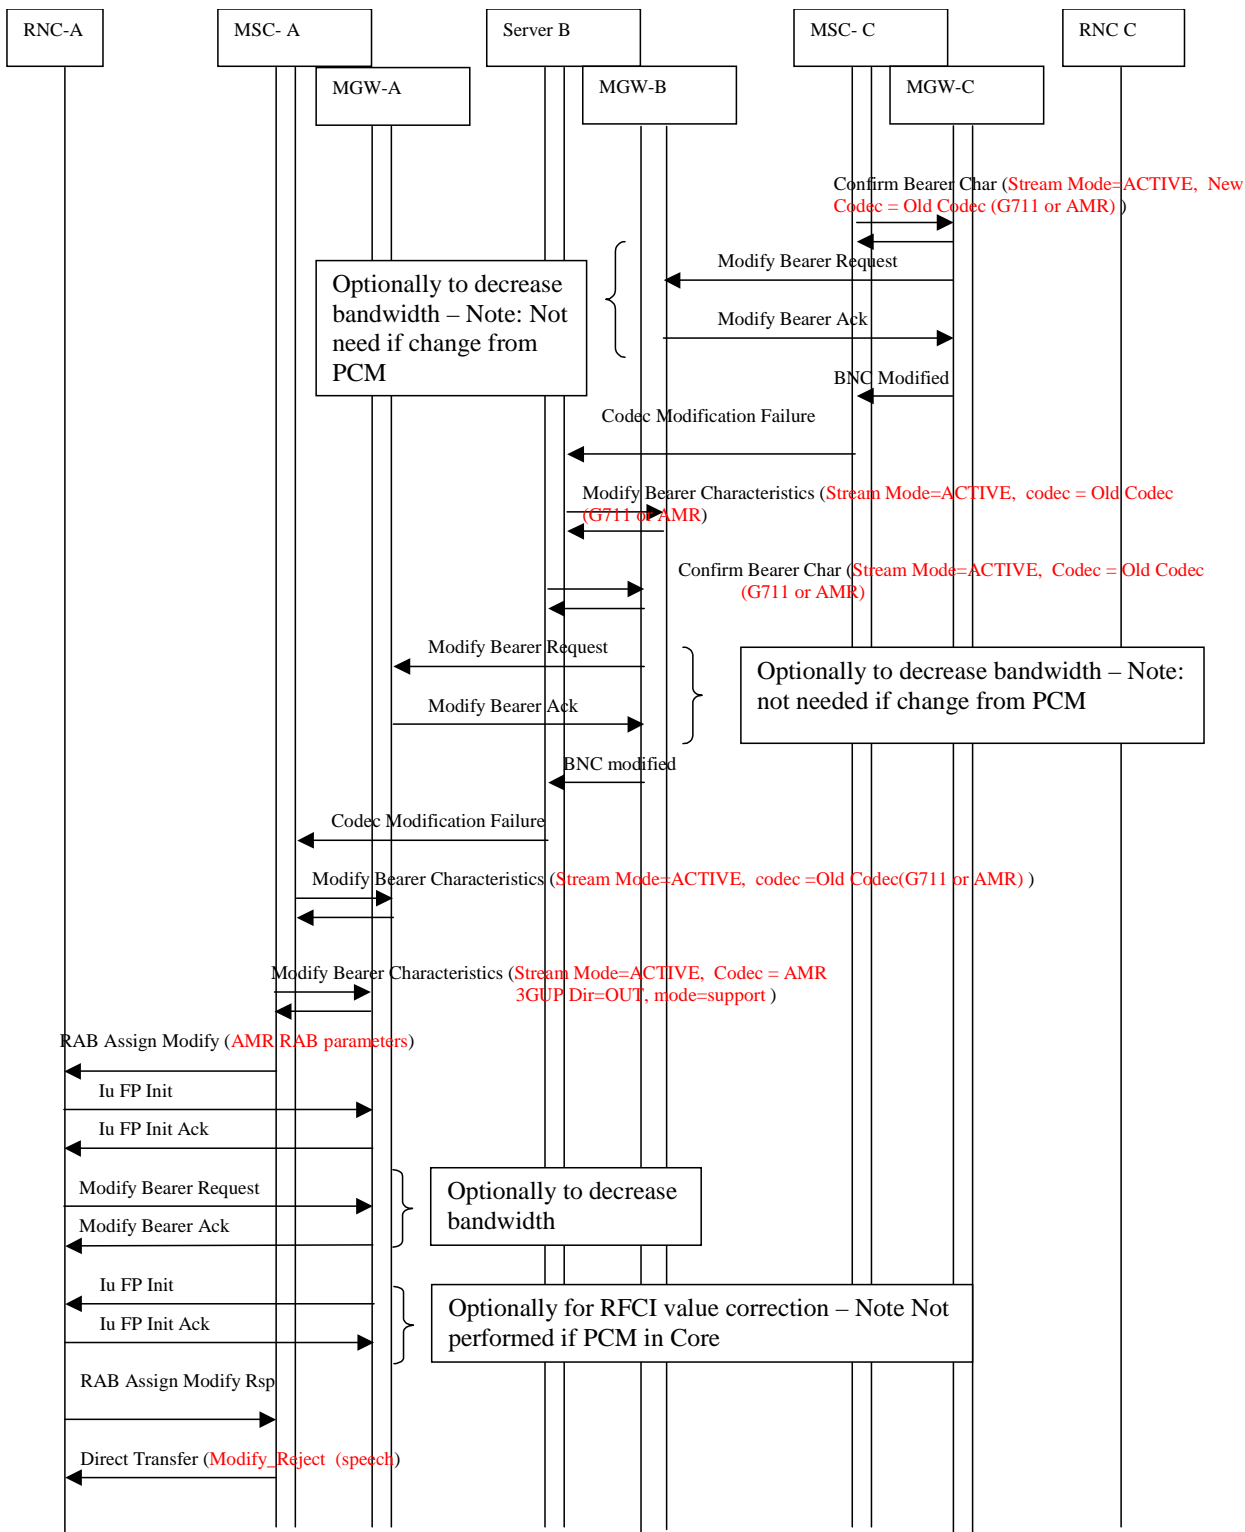 RNC-A
MSC- A
Server B
MSC- C
RNC C
MGW-A
MGW-B
MGW-C
Confirm Bearer Char (Stream Mode=ACTIVE,  New
Codec = Old Codec (G711 or AMR) )
Modify Bearer Request
Optionally to decrease
bandwidth – Note: Not
need if change from
PCM
Modify Bearer Ack
BNC Modified
Codec Modification Failure
Modify Bearer Characteristics (Stream Mode=ACTIVE,  codec = Old Codec
(G711 or AMR)
Confirm Bearer Char (Stream Mode=ACTIVE,  Codec = Old Codec
(G711 or AMR)
Modify Bearer Request
Optionally to decrease bandwidth – Note:
not needed if change from PCM
Modify Bearer Ack
BNC modified
Codec Modification Failure
Modify Bearer Characteristics (Stream Mode=ACTIVE,  codec =Old Codec(G711 or AMR) )
Modify Bearer Characteristics (Stream Mode=ACTIVE,  Codec = AMR
3GUP Dir=OUT, mode=support )
RAB Assign Modify (AMR RAB parameters)
Iu FP Init
Iu FP Init Ack
Modify Bearer Request
Optionally to decrease
bandwidth
Modify Bearer Ack
Iu FP Init
Optionally for RFCI value correction – Note Not
performed if PCM in Core
Iu FP Init Ack
RAB Assign Modify Rsp
Direct Transfer (Modify_Reject  (speech)